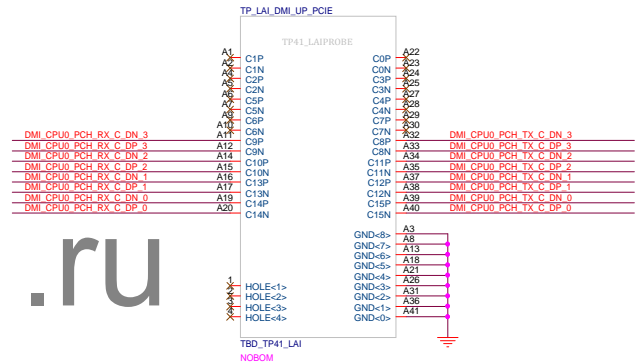 TP_LAI_DMI_UP_PCIE
TP41_LAIPROBE
A1 C1P C0P A22
A2 C1N C0N A23
A4 C2P C3P A24
A5 C2N C3N A25
A6 C5P C4P A27
A7 C5N C4N A28
A9 C6P C7P A29
A10 C6N C7N A30
DMI_CPU0_PCH_RX_C_DN_3 A11 C9P C8P A32 DMI_CPU0_PCH_TX_C_DN_3
DMI_CPU0_PCH_RX_C_DP_3 A12 C9N C8N A33 DMI_CPU0_PCH_TX_C_DP_3
DMI_CPU0_PCH_RX_C_DN_2 A14 C10P C11P A34 DMI_CPU0_PCH_TX_C_DN_2
DMI_CPU0_PCH_RX_C_DP_2 A15 C10N C11N A35 DMI_CPU0_PCH_TX_C_DP_2
DMI_CPU0_PCH_RX_C_DN_1 A16 C13P C12P A37 DMI_CPU0_PCH_TX_C_DN_1
DMI_CPU0_PCH_RX_C_DP_1 A17 C13N C12N A38 DMI_CPU0_PCH_TX_C_DP_1
DMI_CPU0_PCH_RX_C_DN_0 A19 C14P C15P A39 DMI_CPU0_PCH_TX_C_DN_0
DMI_CPU0_PCH_RX_C_DP_0 A20 C14N C15N A40 DMI_CPU0_PCH_TX_C_DP_0
GND<8> A3
GND<7> A8
GND<6> A13
GND<5> A18
GND<4> A21
1 HOLE<1> GND<3> A26
2 HOLE<2> GND<2> A31
3 HOLE<3> GND<1> A36
4 HOLE<4> GND<0> A41
.ru
TBD_TP41_LAI
NOBOM